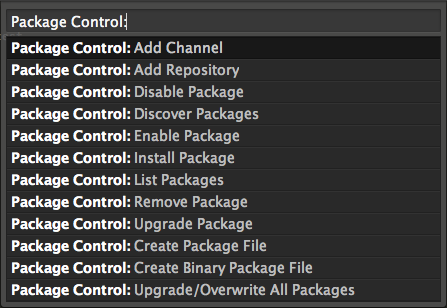 Package Control:
Package Control: Add Channel
Package Control: Add Repository
Package Control: Disable Package
Package Control: Discover Packages
Package Control: Enable Package
Package Control: Install Package
Package Control: List Packages
Package Control: Remove Package
Package Control: Upgrade Package
Package Control: Create Package File
Package Control: Create Binary Package File
Package Control: Upgrade/Overwrite All Packages